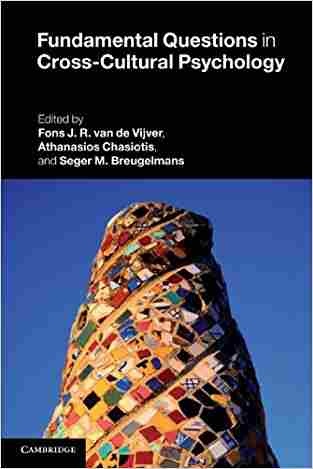 Fundamental Questions in
Cross-Cultural Psychology
Edited by
Fons J. R. van de Vijver,
Athanasios Chasiotis,
and Seger M. Breugelmans
CAMBRIDGE